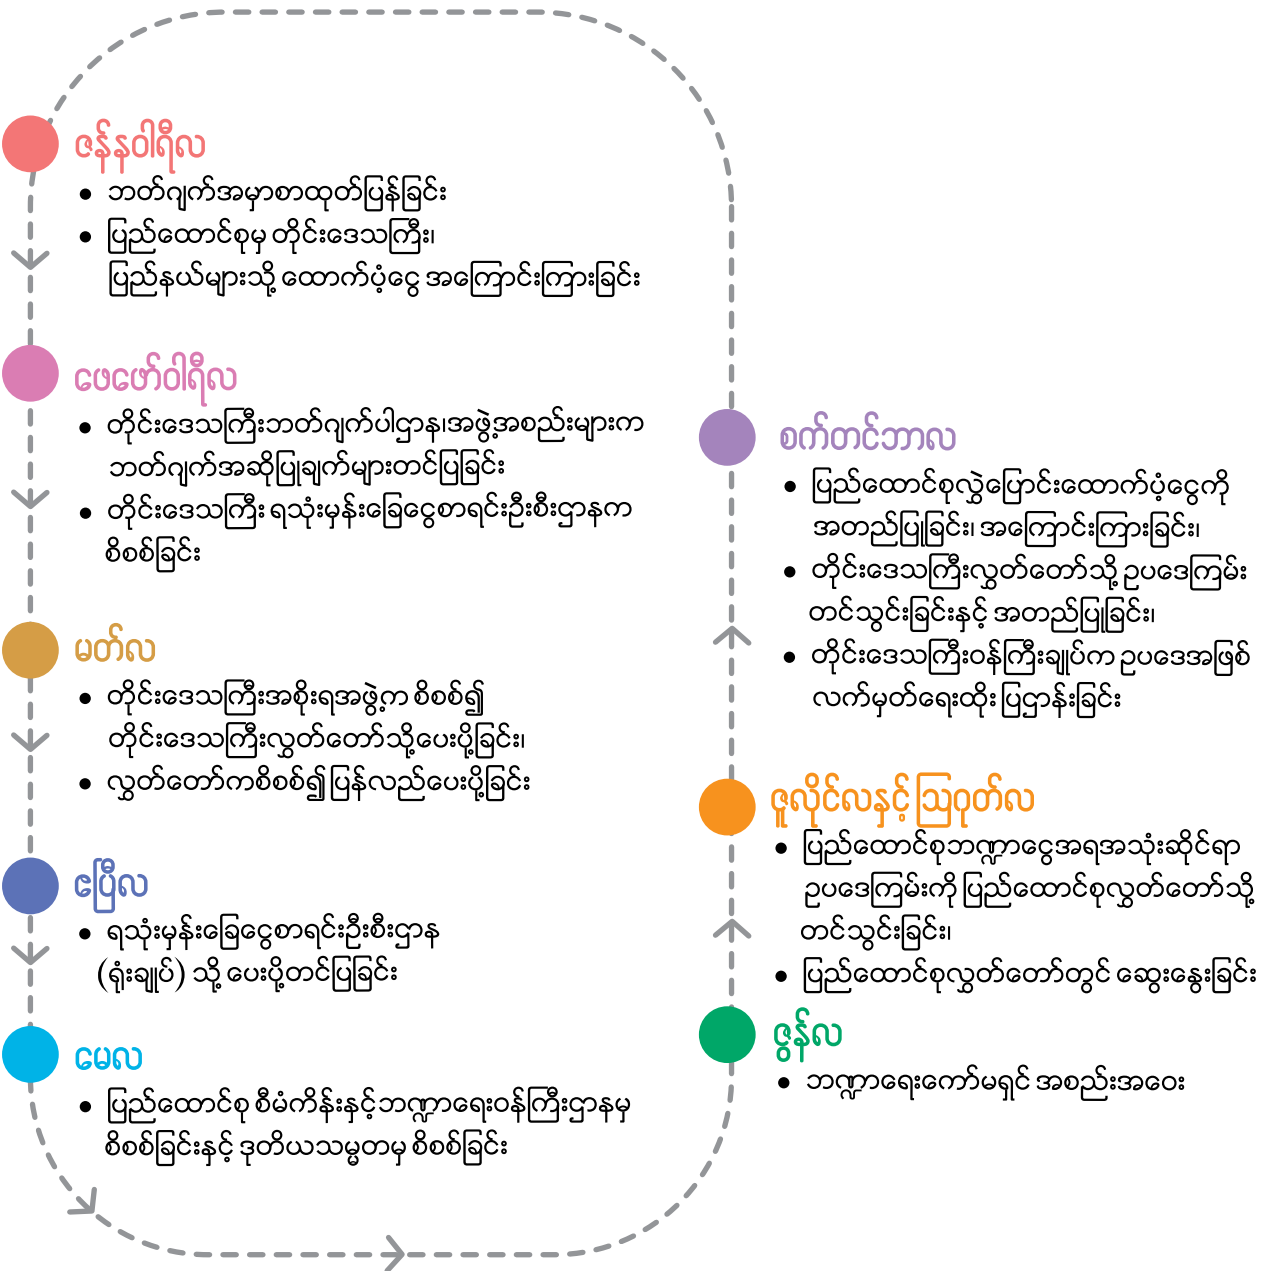 ဇန်နဝါရီလ
• ဘတ်ဂျက်အမှာစာထုတ်ပြန်ခြင်း
• ပြည်ထောင်စုမှ တိုင်းဒေသကြီး၊
ပြည်နယ်များသို့ ထောက်ပံ့ငွေ အကြောင်းကြားခြင်း
ဖေဖော်ဝါရီလ
• တိုင်းဒေသကြီးဘတ်ဂျက်ပါဌာန၊အဖွဲ့အစည်းများက
ဘတ်ဂျက်အဆိုပြုချက်များတင်ပြခြင်း
• တိုင်းဒေသကြီး ရသုံးမှန်းခြေငွေစာရင်းဦးစီးဌာနက
စိစစ်ခြင်း
မတ်လ
• တိုင်းဒေသကြီးအစိုးရအဖွဲ့က စိစစ်၍
တိုင်းဒေသကြီးလွှတ်တော်သို့ပေးပို့ခြင်း၊
• လွှတ်တော်ကစိစစ်၍ ပြန်လည်ပေးပို့ခြင်း
ဧပြီလ
• ရသုံးမှန်းခြေငွေစာရင်းဦးစီးဌာန
(ရုံးချုပ်) သို့ ပေးပို့တင်ပြခြင်း
မေလ
• ပြည်ထောင်စု စီမံကိန်းနှင့်ဘဏ္ဍာရေးဝန်ကြီးဌာနမှ
စိစစ်ခြင်းနှင့် ဒုတိယသမ္မတမှ စိစစ်ခြင်း
ဇွန်လ
• ဘဏ္ဍာရေးကော်မရှင် အစည်းအဝေး
ဇူလိုင်လနှင့် ဩဂုတ်လ
• ပြည်ထောင်စုဘဏ္ဍာငွေအရအသုံးဆိုင်ရာ
ဥပဒေကြမ်းကို ပြည်ထောင်စုလွှတ်တော်သို့
တင်သွင်းခြင်း၊
• ပြည်ထောင်စုလွှတ်တော်တွင် ဆွေးနွေးခြင်း
စက်တင်ဘာလ
• ပြည်ထောင်စုလွှဲပြောင်းထောက်ပံ့ငွေကို
အတည်ပြုခြင်း၊ အကြောင်းကြားခြင်း၊
• တိုင်းဒေသကြီးလွှတ်တော်သို့ ဥပဒေကြမ်း
တင်သွင်းခြင်းနှင့် အတည်ပြုခြင်း၊
• တိုင်းဒေသကြီးဝန်ကြီးချုပ်က ဥပဒေအဖြစ်
လက်မှတ်ရေးထိုး ပြဌာန်းခြင်း